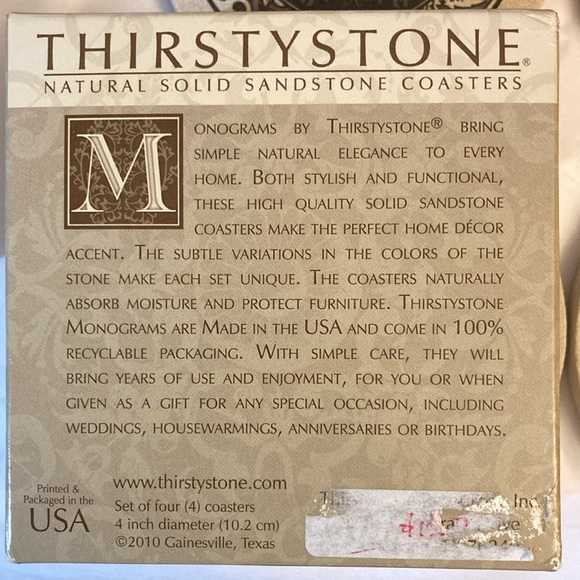 THIRSTYSTONE®
NATURAL SOLID SANDSTONE COASTERS
MONOGRAMS BY THIRSTYSTONE® BRING
SIMPLE NATURAL ELEGANCE TO EVERY
HOME. BOTH STYLISH AND FUNCTIONAL,
THESE HIGH QUALITY SOLID SANDSTONE
COASTERS MAKE THE PERFECT HOME DÉCOR
ACCENT. THE SUBTLE VARIATIONS IN THE COLORS OF THE
STONE MAKE EACH SET UNIQUE. THE COASTERS NATURALLY
ABSORB MOISTURE AND PROTECT FURNITURE. THIRSTYSTONE
MONOGRAMS ARE MADE IN THE USA AND COME IN 100%
RECYCLABLE PACKAGING. WITH SIMPLE CARE, THEY WILL
BRING YEARS OF USE AND ENJOYMENT, FOR YOU OR WHEN
GIVEN AS A GIFT FOR ANY SPECIAL OCCASION, INCLUDING
WEDDINGS, HOUSEWARMINGS, ANNIVERSARIES OR BIRTHDAYS.
Printed &
Packaged in the
USA
www.thirstystone.com
Set of four (4) coasters
4 inch diameter (10.2 cm)
©2010 Gainesville, Texas
Inc